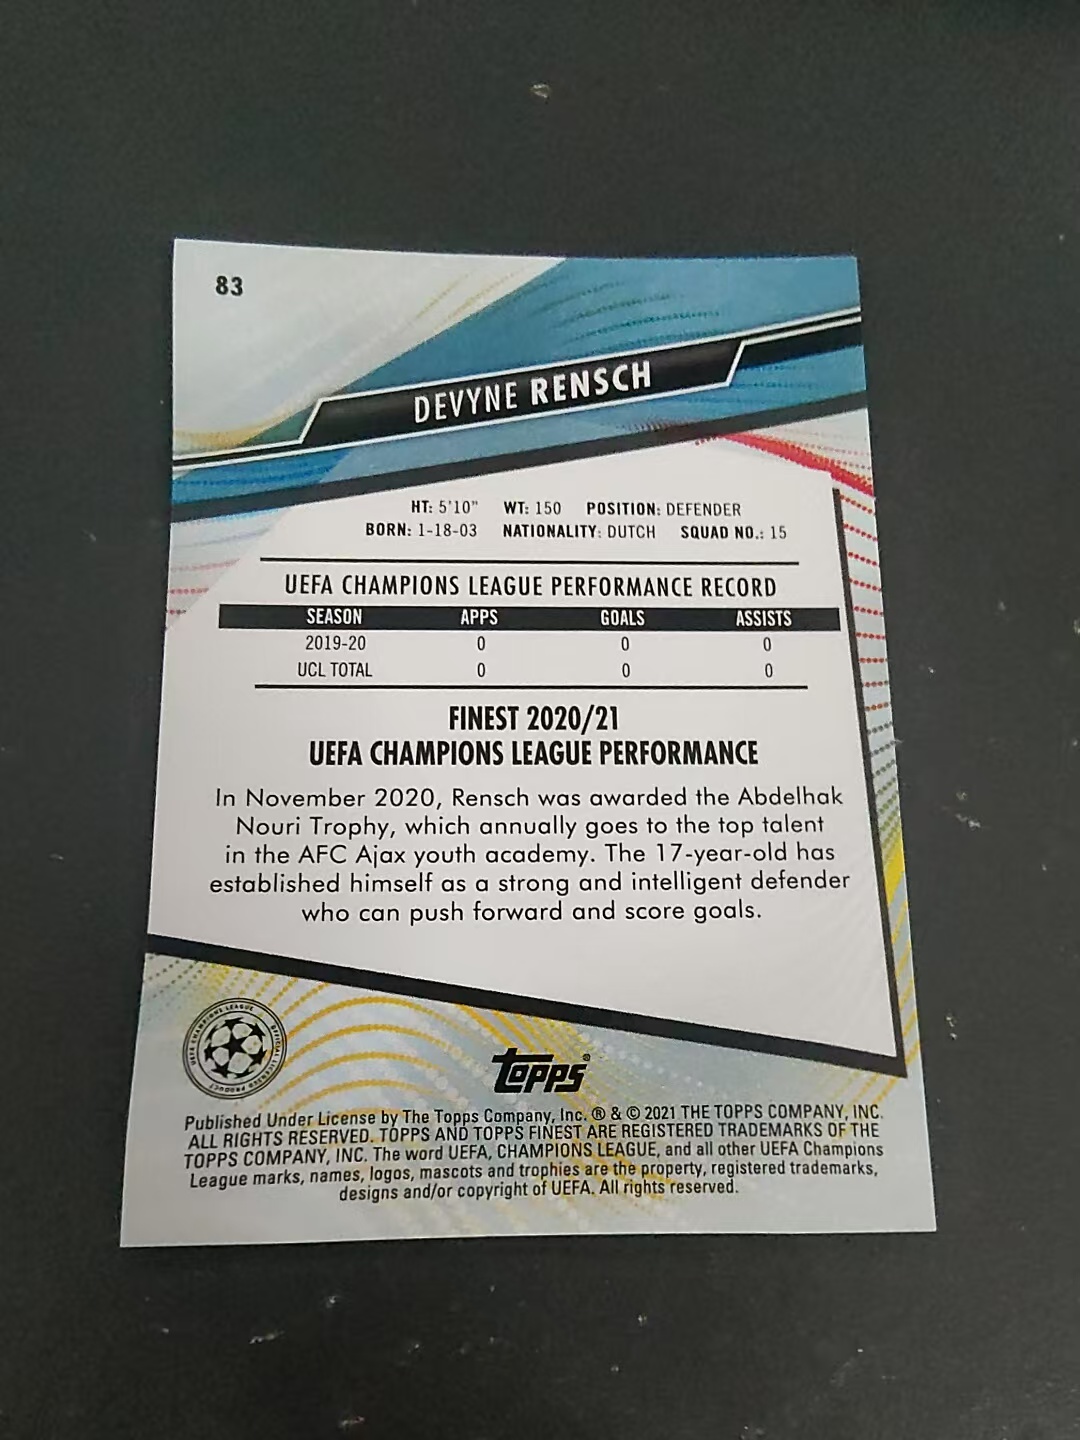 83
DEVYNE RENSCH
HT: 5'10" WT: 150 POSITION: DEFENDER
BORN: 1-18-03 NATIONALITY: DUTCH SQUAD NO.: 15
UEFA CHAMPIONS LEAGUE PERFORMANCE RECORD
SEASON APPS GOALS ASSISTS
2019-20 0 0 0
UCL TOTAL 0 0 0
FINEST 2020/21
UEFA CHAMPIONS LEAGUE PERFORMANCE
In November 2020, Rensch was awarded the Abdelhak
Nouri Trophy, which annually goes to the top talent
in the AFC Ajax youth academy. The 17-year-old has
established himself as a strong and intelligent defender
who can push forward and score goals.
UEFA CHAMPIONS LEAGUE OFFICIAL LICENSED PRODUCT
Topps®
Published Under License by The Topps Company, Inc. ® & © 2021 THE TOPPS COMPANY, INC.
ALL RIGHTS RESERVED. TOPPS AND TOPPS FINEST ARE REGISTERED TRADEMARKS OF THE
TOPPS COMPANY, INC. The word UEFA, CHAMPIONS LEAGUE, and all other UEFA Champions
League marks, names, logos, mascots and trophies are the property, registered trademarks,
designs and/or copyright of UEFA. All rights reserved.